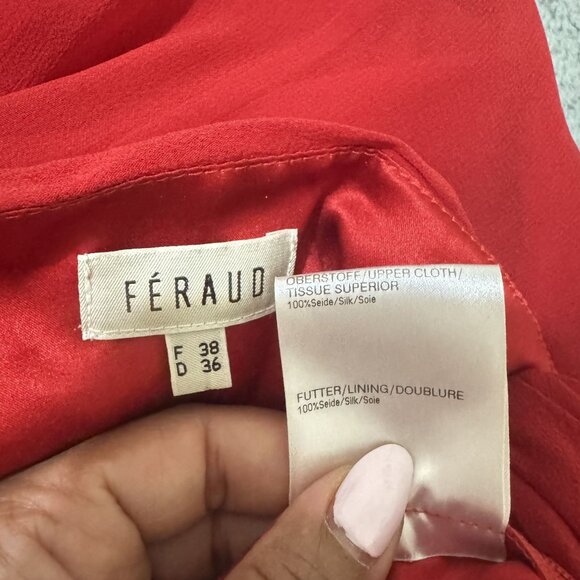 FÉRAUD
F 38
D 36
OBERSTOFF/UPPER CLOTH/
TISSUE SUPERIOR
100%Seide/Silk/Soie
FUTTER/LINING/DOUBLURE
100%Seide/Silk/Soie